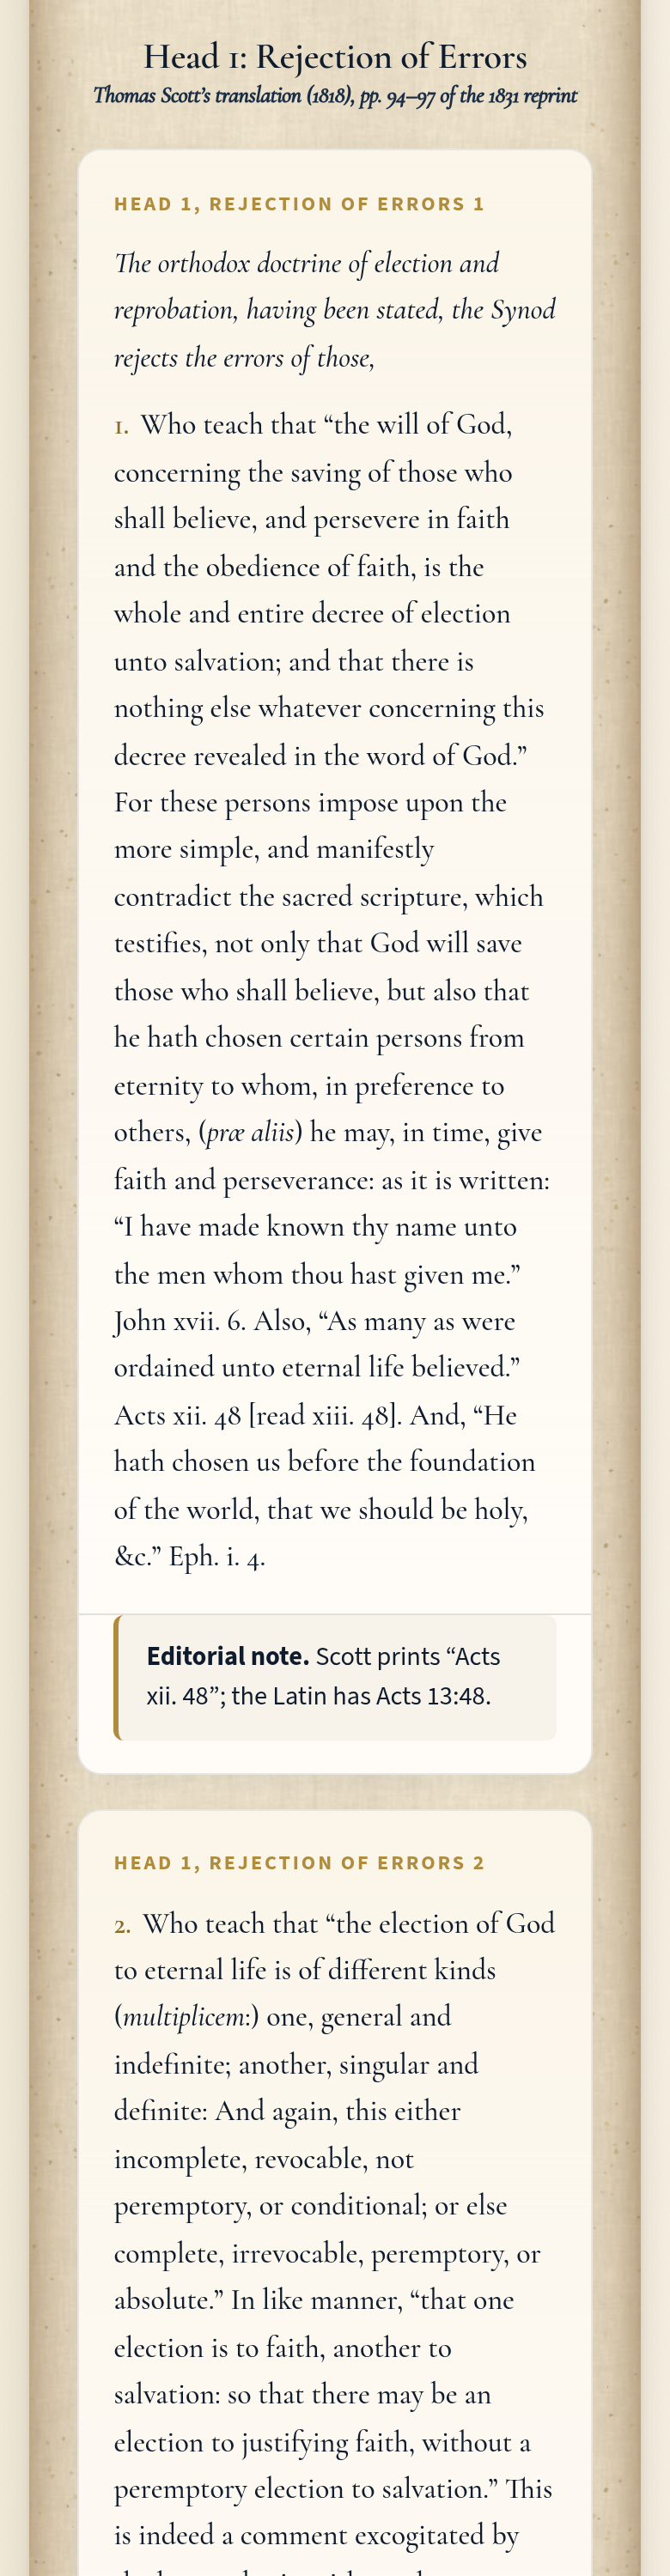 Head 1: Rejection of Errors
Thomas Scott’s translation (1818), pp. 94–97 of the 1831 reprint
HEAD 1, REJECTION OF ERRORS 1
The orthodox doctrine of election and
reprobation, having been stated, the Synod
rejects the errors of those,
1. Who teach that “the will of God,
concerning the saving of those who
shall believe, and persevere in faith
and the obedience of faith, is the
whole and entire decree of election
unto salvation; and that there is
nothing else whatever concerning this
decree revealed in the word of God.”
For these persons impose upon the
more simple, and manifestly
contradict the sacred scripture, which
testifies, not only that God will save
those who shall believe, but also that
he hath chosen certain persons from
eternity to whom, in preference to
others, (præ aliis) he may, in time, give
faith and perseverance: as it is written:
“I have made known thy name unto
the men whom thou hast given me.”
John xvii. 6. Also, “As many as were
ordained unto eternal life believed.”
Acts xii. 48 [read xiii. 48]. And, “He
hath chosen us before the foundation
of the world, that we should be holy,
&c.” Eph. i. 4.
Editorial note. Scott prints “Acts
xii. 48”; the Latin has Acts 13:48.
HEAD 1, REJECTION OF ERRORS 2
2. Who teach that “the election of God
to eternal life is of different kinds
(multiplicem:) one, general and
indefinite; another, singular and
definite: And again, this either
incomplete, revocable, not
peremptory, or conditional; or else
complete, irrevocable, peremptory, or
absolute.” In like manner, “that one
election is to faith, another to
salvation: so that there may be an
election to justifying faith, without a
peremptory election to salvation.” This
is indeed a comment excogitated by